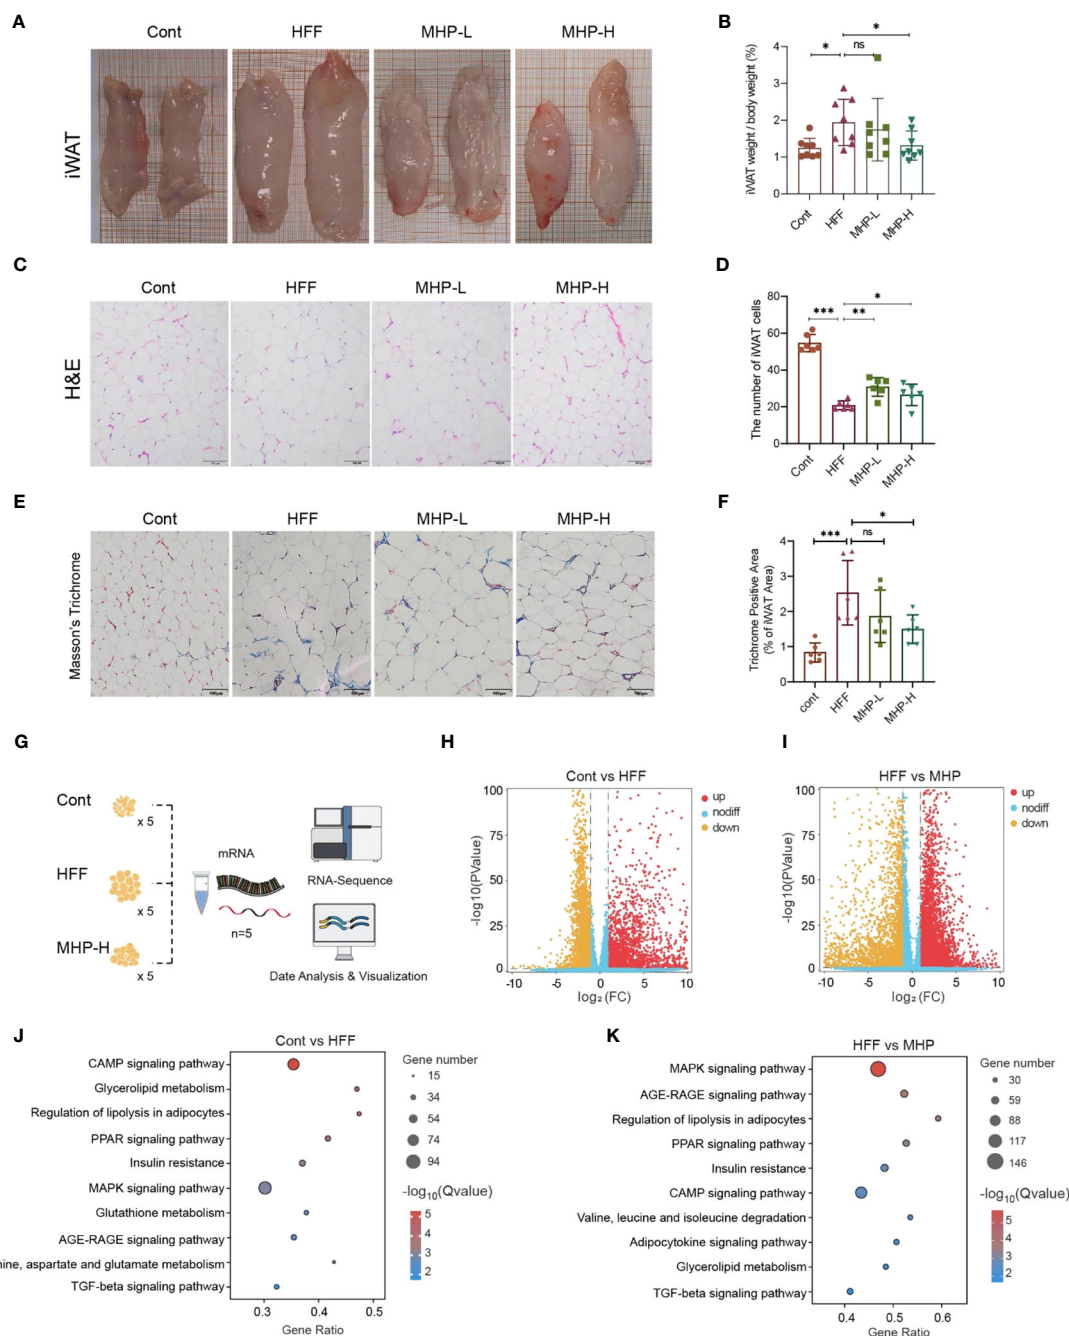 A
Cont HFF MHP-L MHP-H
iWAT
B
* ns *
iWAT weight / body weight (%)
4
3
2
1
0
Cont HFF MHP-L MHP-H
C
Cont HFF MHP-L MHP-H
H&E
D
*** ** *
The number of iWAT cells
80
60
40
20
0
Cont HFF MHP-L MHP-H
E
Cont HFF MHP-L MHP-H
Masson's Trichrome
F
*** ns *
Trichrome Positive Area
(% of iWAT Area)
4
3
2
1
0
cont HFF MHP-L MHP-H
G
Cont
x 5
HFF
x 5
MHP-H
x 5
mRNA
n=5
RNA-Sequence
Date Analysis & Visualization
H
Cont vs HFF
-log10(PValue)
100
75
50
25
0
-10 -5 0 5 10
log₂(FC)
up
nodiff
down
I
HFF vs MHP
-log10(PValue)
100
75
50
25
0
-10 -5 0 5 10
log₂(FC)
up
nodiff
down
J
Cont vs HFF
CAMP signaling pathway
Glycerolipid metabolism
Regulation of lipolysis in adipocytes
PPAR signaling pathway
Insulin resistance
MAPK signaling pathway
Glutathione metabolism
AGE-RAGE signaling pathway
nine, aspartate and glutamate metabolism
TGF-beta signaling pathway
0.3 0.4 0.5
Gene Ratio
Gene number
15
34
54
74
94
-log₁₀(Qvalue)
5
4
3
2
K
HFF vs MHP
MAPK signaling pathway
AGE-RAGE signaling pathway
Regulation of lipolysis in adipocytes
PPAR signaling pathway
Insulin resistance
CAMP signaling pathway
Valine, leucine and isoleucine degradation
Adipocytokine signaling pathway
Glycerolipid metabolism
TGF-beta signaling pathway
0.4 0.5 0.6
Gene Ratio
Gene number
30
59
88
117
146
-log₁₀(Qvalue)
5
4
3
2